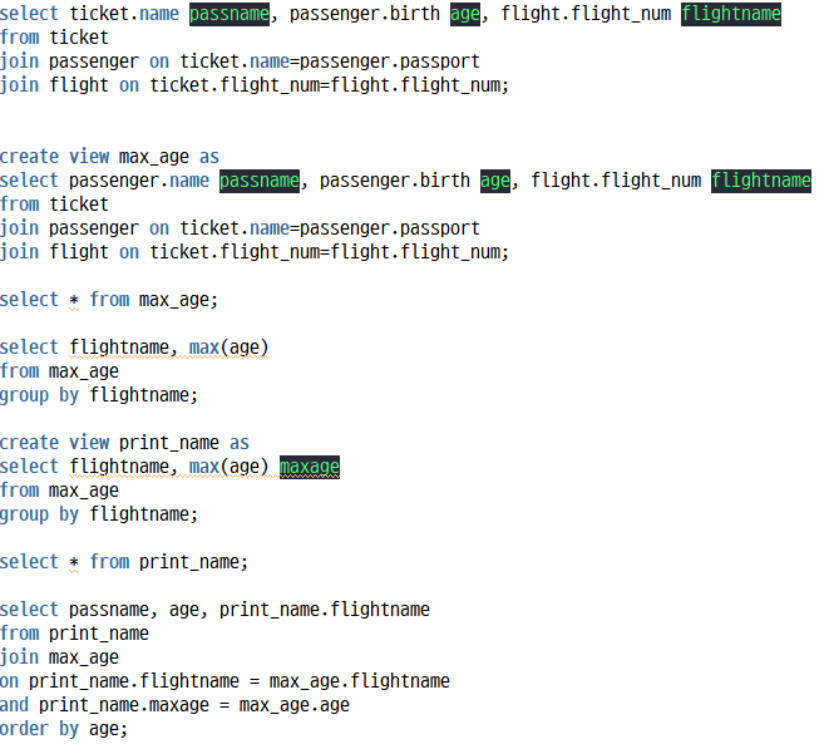 select ticket.name passname, passenger.birth age, flight.flight_num flightname
from ticket
join passenger on ticket.name=passenger.passport
join flight on ticket.flight_num=flight.flight_num;
create view max_age as
select passenger.name passname, passenger.birth age, flight.flight_num flightname
from ticket
join passenger on ticket.name=passenger.passport
join flight on ticket.flight_num=flight.flight_num;
select * from max_age;
select flightname, max(age)
from max_age
group by flightname;
create view print_name as
select flightname, max(age) maxage
from max_age
group by flightname;
select * from print_name;
select passname, age, print_name.flightname
from print_name
join max_age
on print_name.flightname = max_age.flightname
and print_name.maxage = max_age.age
order by age;